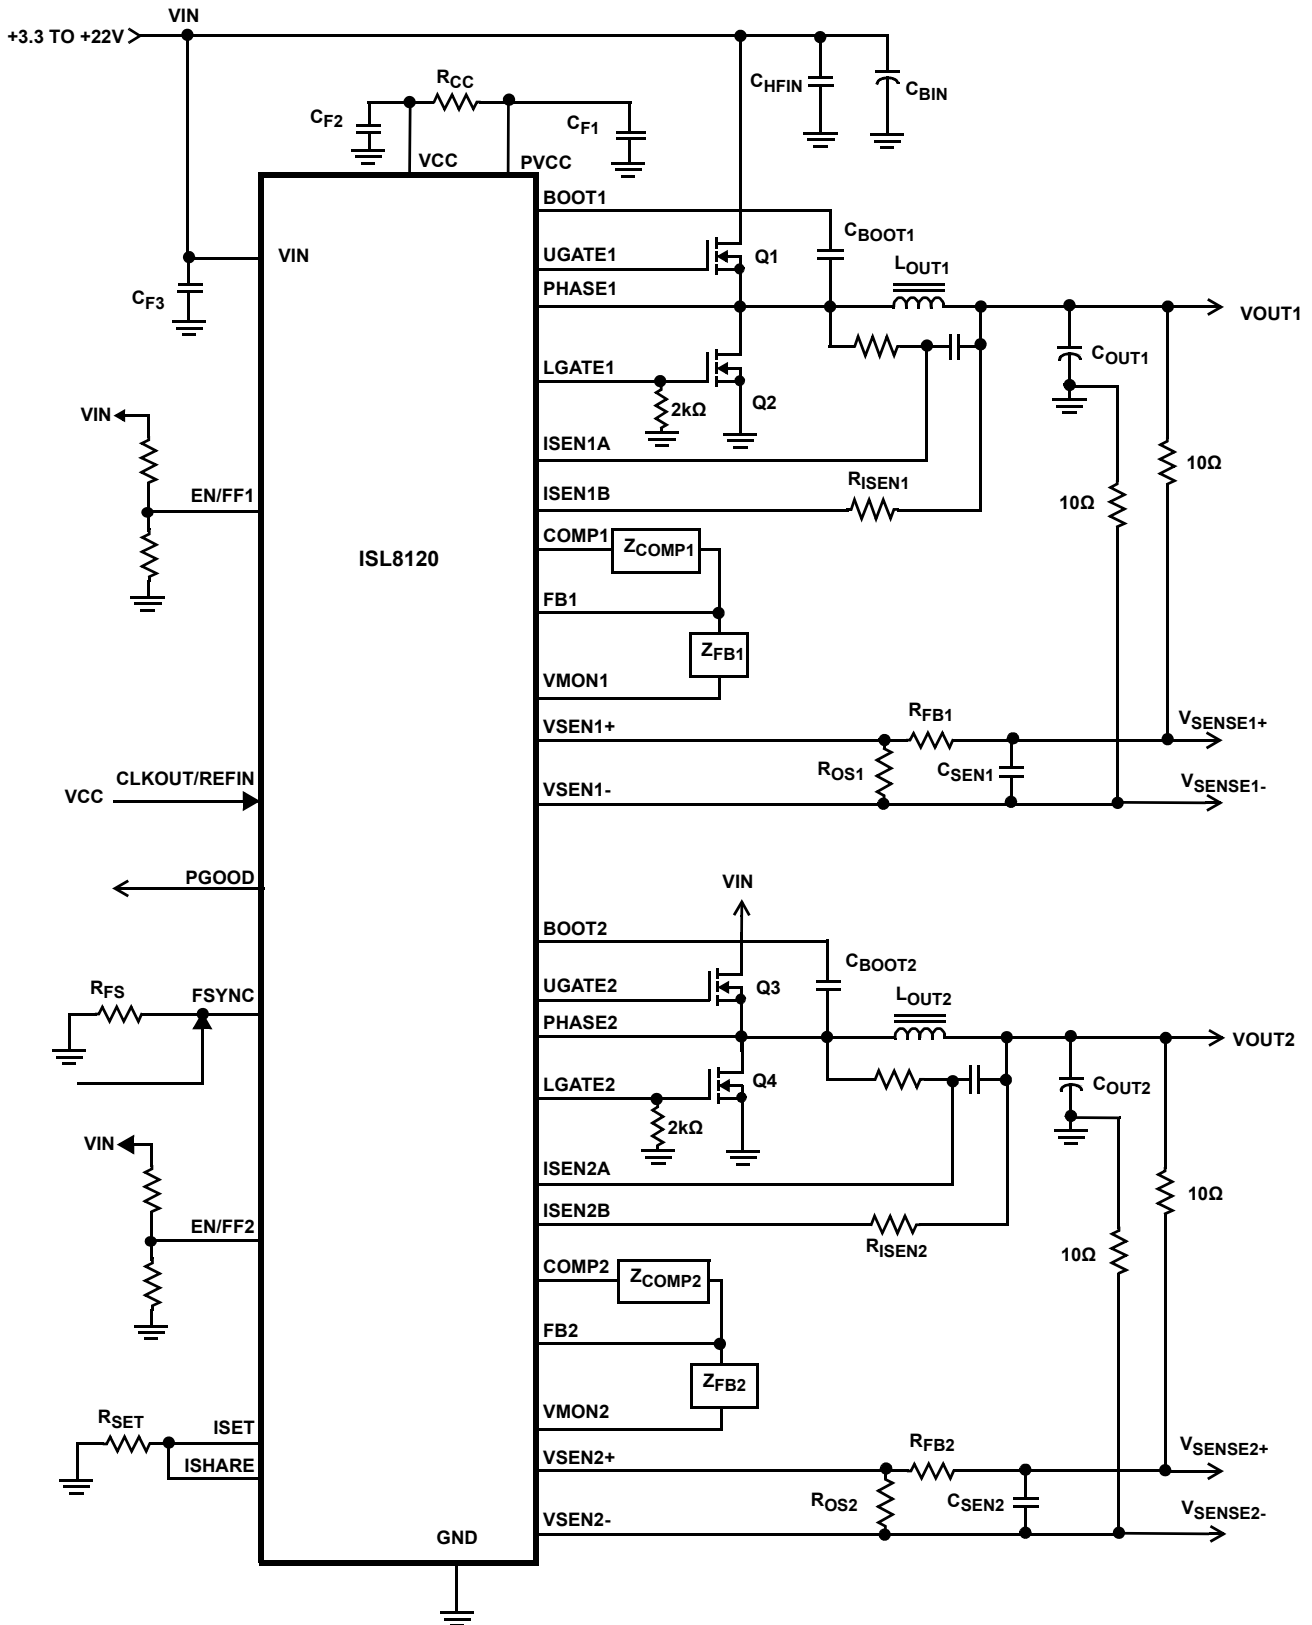 VIN
+3.3 TO +22V
RCC
CHFIN
CBIN
CF2
CF1
VCC
PVCC
BOOT1
CBOOT1
VIN
UGATE1
Q1
LOUT1
CF3
PHASE1
VOUT1
COUT1
LGATE1
Q2
2kΩ
VIN
ISEN1A
10Ω
RISEN1
EN/FF1
ISEN1B
10Ω
COMP1
ZCOMP1
ISL8120
FB1
ZFB1
VMON1
RFB1
VSENSE1+
VSEN1+
CLKOUT/REFIN
ROS1
CSEN1
VCC
VSEN1-
VSENSE1-
PGOOD
VIN
BOOT2
CBOOT2
RFS
FSYNC
UGATE2
Q3
LOUT2
PHASE2
VOUT2
LGATE2
Q4
COUT2
2kΩ
VIN
ISEN2A
10Ω
EN/FF2
ISEN2B
RISEN2
10Ω
COMP2
ZCOMP2
FB2
ZFB2
VMON2
RSET
ISET
RFB2
VSENSE2+
VSEN2+
ISHARE
ROS2
CSEN2
VSENSE2-
VSEN2-
GND